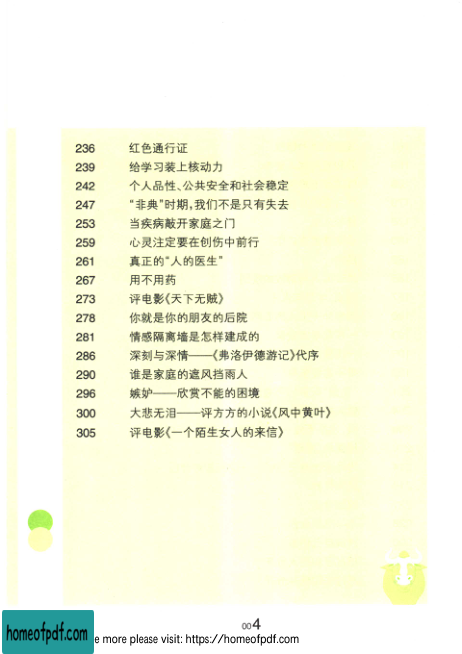 236 红色通行证
239 给学习装上核动力
242 个人品性、公共安全和社会稳定
247 “非典”时期,我们不是只有失去
253 当疾病敲开家庭之门
259 心灵注定要在创伤中前行
261 真正的“人的医生”
267 用不用药
273 评电影《天下无贼》
278 你就是你的朋友的后院
281 情感隔离墙是怎样建成的
286 深刻与深情——《弗洛伊德游记》代序
290 谁是家庭的遮风挡雨人
296 嫉妒——欣赏不能的困境
300 大悲无泪——评方方的小说《风中黄叶》
305 评电影《一个陌生女人的来信》
004
homeofpdf.com
e more please visit: https://homeofpdf.com